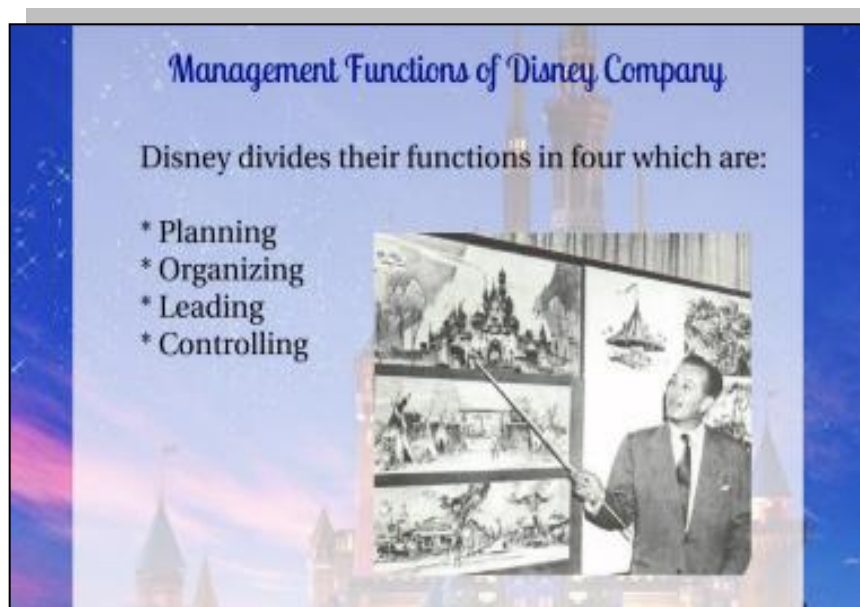 Management Functions of Disney Company
Disney divides their functions in four which are:
* Planning
* Organizing
* Leading
* Controlling